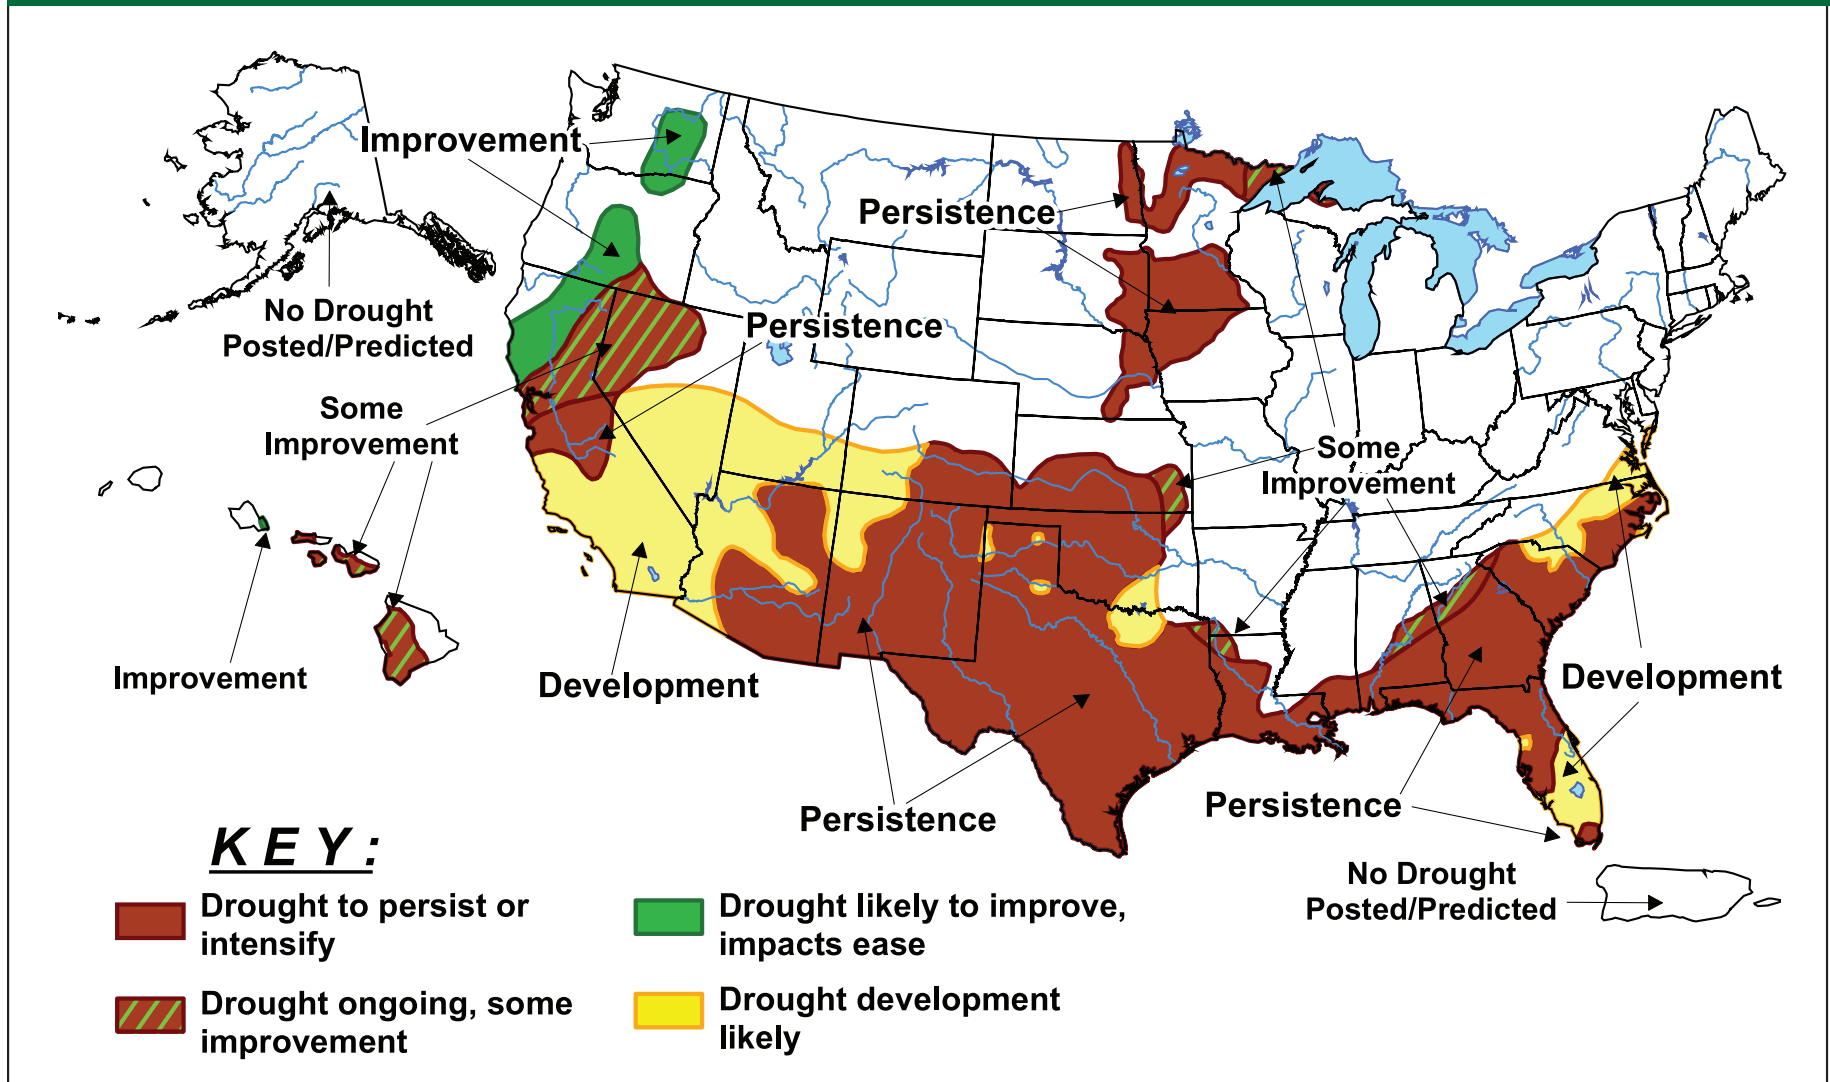 Improvement
Persistence
No Drought
Posted/Predicted
Persistence
Some
Improvement
Some
Improvement
Improvement
Development
Development
Persistence
Persistence
No Drought
Posted/Predicted
KEY:
Drought to persist or
intensify
Drought ongoing, some
improvement
Drought likely to improve,
impacts ease
Drought development
likely